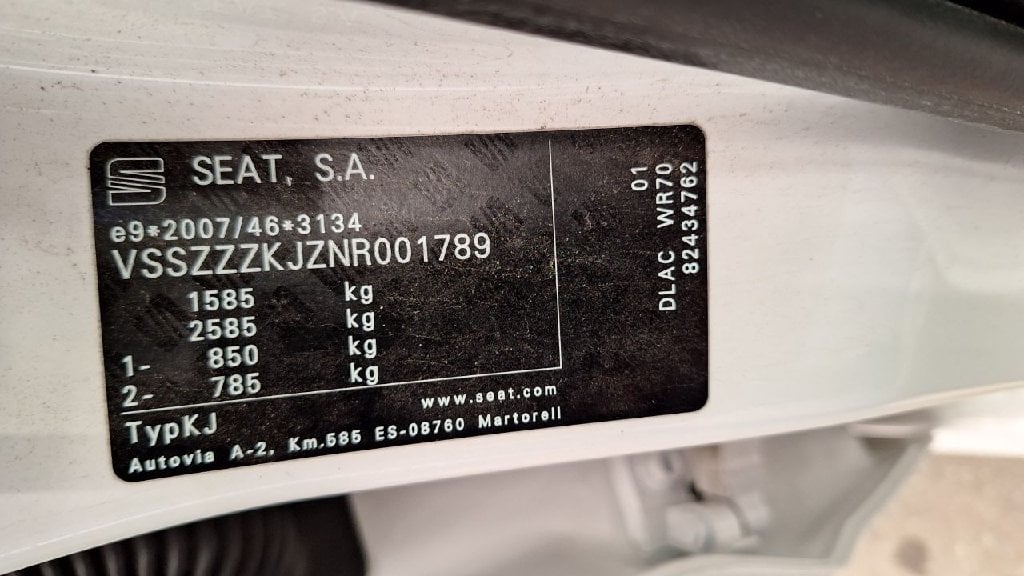 SEAT, S.A.
e9*2007/46*3134
VSSZZZKJZNR001789
1585 kg
2585 kg
1- 850 kg
2- 785 kg
TypKJ
www.seat.com
Autovia A-2, Km.585 ES-08760 Martorell
01
DLAC WR70
82434762